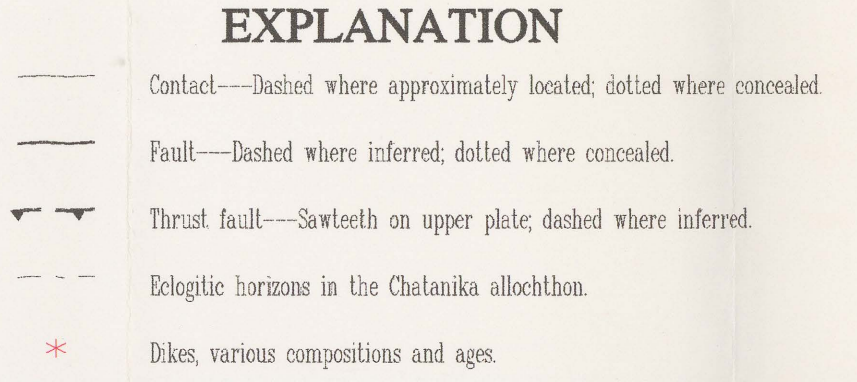 EXPLANATION
Contact---Dashed where approximately located; dotted where concealed.
Fault---Dashed where inferred; dotted where concealed.
Thrust fault---Sawteeth on upper plate; dashed where inferred.
Eclogitic horizons in the Chatanika allochthon.
Dikes, various compositions and ages.